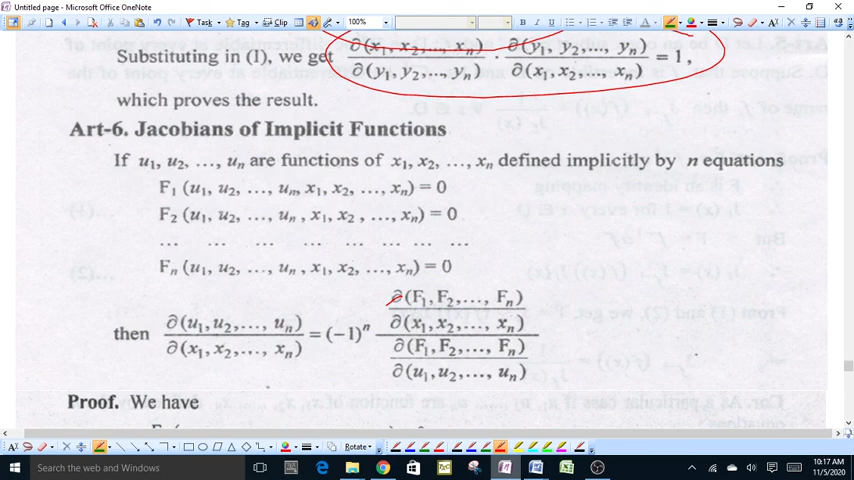 Untitled page - Microsoft Office OneNote
Task
Tag
Clip
100%
B I U
Substituting in (1), we get ∂(x₁, x₂,..., xₙ) / ∂(y₁, y₂,..., yₙ) · ∂(y₁, y₂,..., yₙ) / ∂(x₁, x₂,..., xₙ) = 1,
which proves the result.
Art-6. Jacobians of Implicit Functions
If u₁, u₂, ..., uₙ are functions of x₁, x₂, ..., xₙ defined implicitly by n equations
F₁ (u₁, u₂, ..., uₙ, x₁, x₂, ..., xₙ) = 0
F₂ (u₁, u₂, ..., uₙ , x₁, x₂ , ..., xₙ) = 0
... ... ... ... ... ... ...
Fₙ (u₁, u₂, ..., uₙ , x₁, x₂, ..., xₙ) = 0
then ∂(u₁, u₂,..., uₙ) / ∂(x₁, x₂,..., xₙ) = (−1)ⁿ [∂(F₁, F₂,..., Fₙ) / ∂(x₁, x₂,..., xₙ)] / [∂(F₁, F₂,..., Fₙ) / ∂(u₁, u₂,..., uₙ)]
Proof. We have
Rotate
Search the web and Windows
10:17 AM
11/5/2020